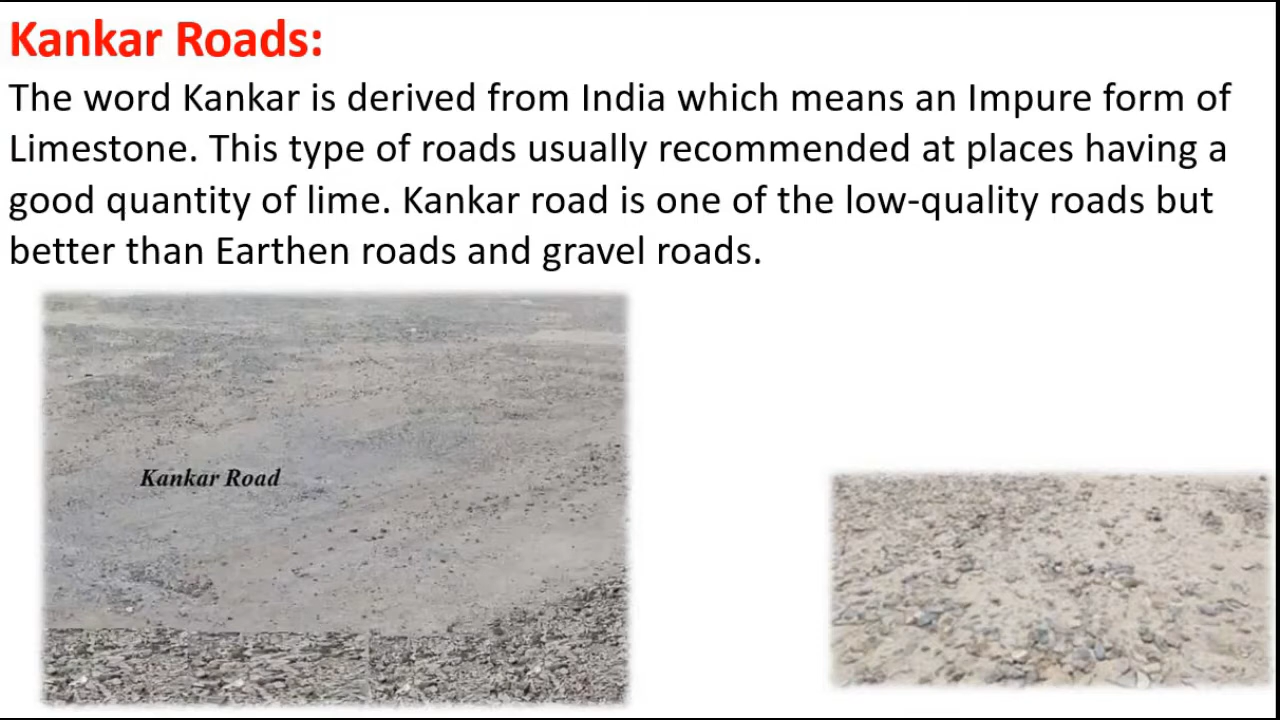 Kankar Roads:
The word Kankar is derived from India which means an Impure form of
Limestone. This type of roads usually recommended at places having a
good quantity of lime. Kankar road is one of the low-quality roads but
better than Earthen roads and gravel roads.
Kankar Road